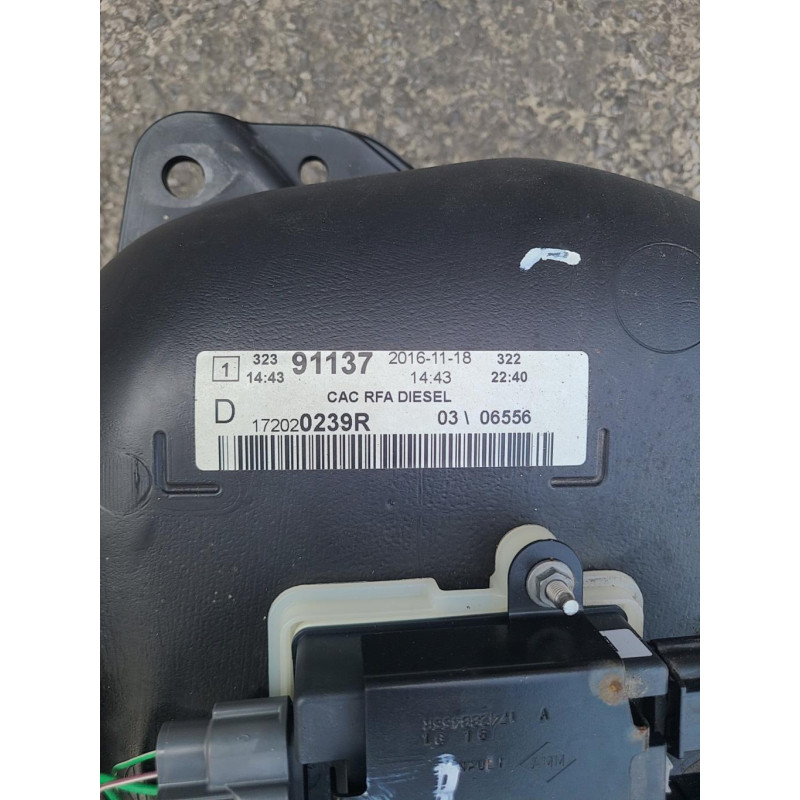 1 323 91137 2016-11-18 322
14:43 14:43 22:40
CAC RFA DIESEL
D 172020239R 03\ 06556